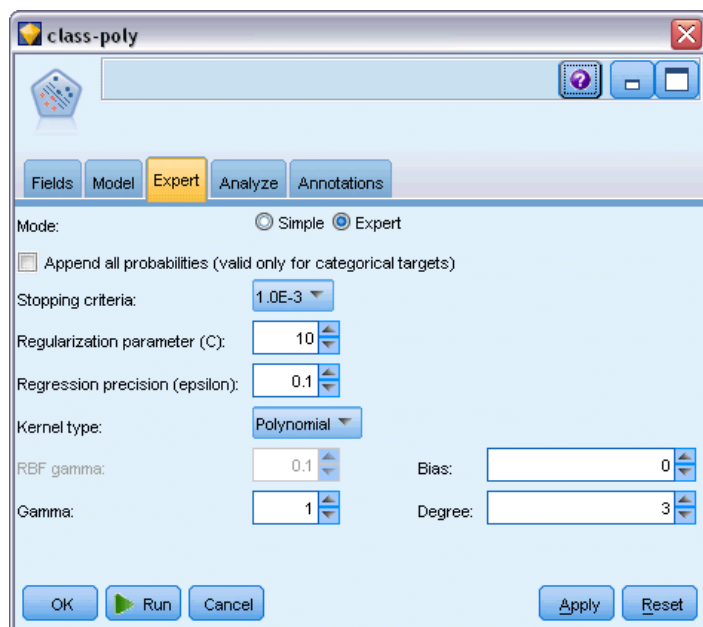 class-poly
?
Fields Model Expert Analyze Annotations
Mode: Simple Expert
Append all probabilities (valid only for categorical targets)
Stopping criteria: 1.0E-3
Regularization parameter (C): 10
Regression precision (epsilon): 0.1
Kernel type: Polynomial
RBF gamma: 0.1 Bias: 0
Gamma: 1 Degree: 3
OK Run Cancel Apply Reset